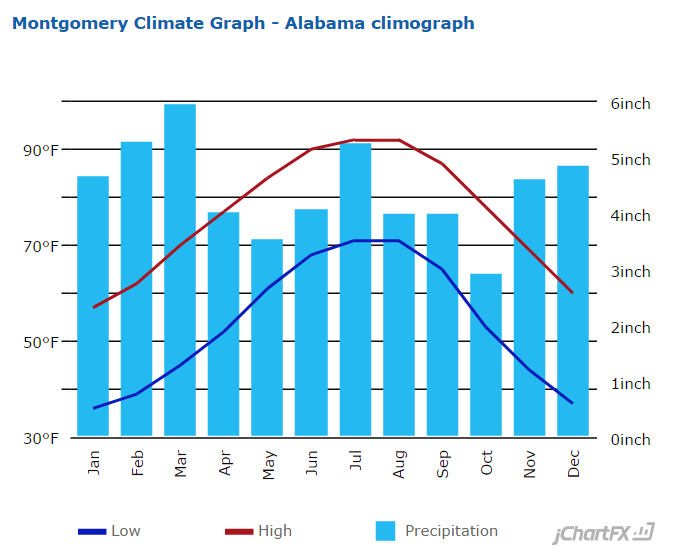 Montgomery Climate Graph - Alabama climograph
6inch
90°F
5inch
4inch
70°F
3inch
50°F
2inch
1inch
30°F
0inch
Jan Feb Mar Apr May Jun Jul Aug Sep Oct Nov Dec
Low High Precipitation
jChartFX